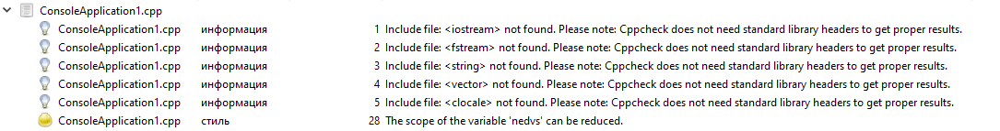 ConsoleApplication1.cpp
ConsoleApplication1.cpp информация 1 Include file: <iostream> not found. Please note: Cppcheck does not need standard library headers to get proper results.
ConsoleApplication1.cpp информация 2 Include file: <fstream> not found. Please note: Cppcheck does not need standard library headers to get proper results.
ConsoleApplication1.cpp информация 3 Include file: <string> not found. Please note: Cppcheck does not need standard library headers to get proper results.
ConsoleApplication1.cpp информация 4 Include file: <vector> not found. Please note: Cppcheck does not need standard library headers to get proper results.
ConsoleApplication1.cpp информация 5 Include file: <clocale> not found. Please note: Cppcheck does not need standard library headers to get proper results.
ConsoleApplication1.cpp стиль 28 The scope of the variable 'nedvs' can be reduced.